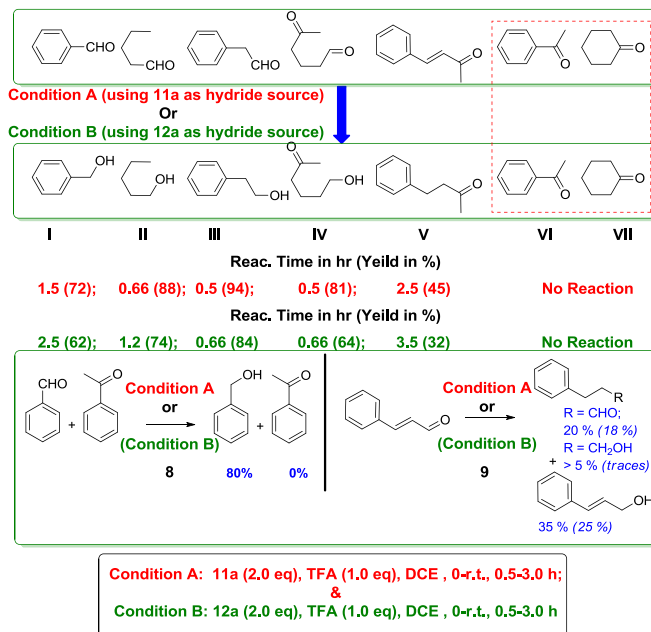 CHO
CHO
CHO
O
O
O
O
O
Condition A (using 11a as hydride source)
Or
Condition B (using 12a as hydride source)
OH
OH
OH
O
OH
O
O
O
I II III IV V VI VII
Reac. Time in hr (Yeild in %)
1.5 (72); 0.66 (88); 0.5 (94); 0.5 (81); 2.5 (45) No Reaction
Reac. Time in hr (Yeild in %)
2.5 (62); 1.2 (74); 0.66 (84) 0.66 (64); 3.5 (32) No Reaction
CHO
+
O
Condition A
or
(Condition B)
8
OH
+
O
80% 0%
O
Condition A
or
(Condition B)
9
R
R = CHO;
20 % (18 %)
R = CH2OH
> 5 % (traces)
+
OH
35 % (25 %)
Condition A: 11a (2.0 eq), TFA (1.0 eq), DCE , 0-r.t., 0.5-3.0 h;
&
Condition B: 12a (2.0 eq), TFA (1.0 eq), DCE , 0-r.t., 0.5-3.0 h